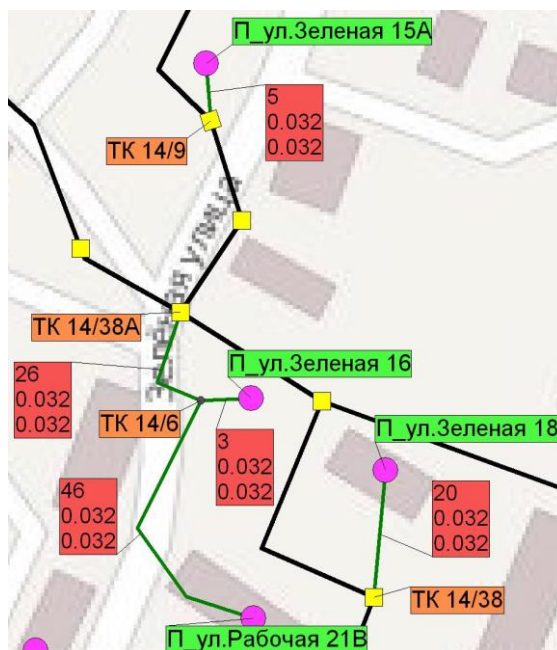 П_ул.Зеленая 15А
5
0.032
0.032
ТК 14/9
Зелёная улица
ТК 14/38А
П_ул.Зеленая 16
26
0.032
0.032
ТК 14/6
3
0.032
0.032
П_ул.Зеленая 18
46
0.032
0.032
20
0.032
0.032
ТК 14/38
П_ул.Рабочая 21В